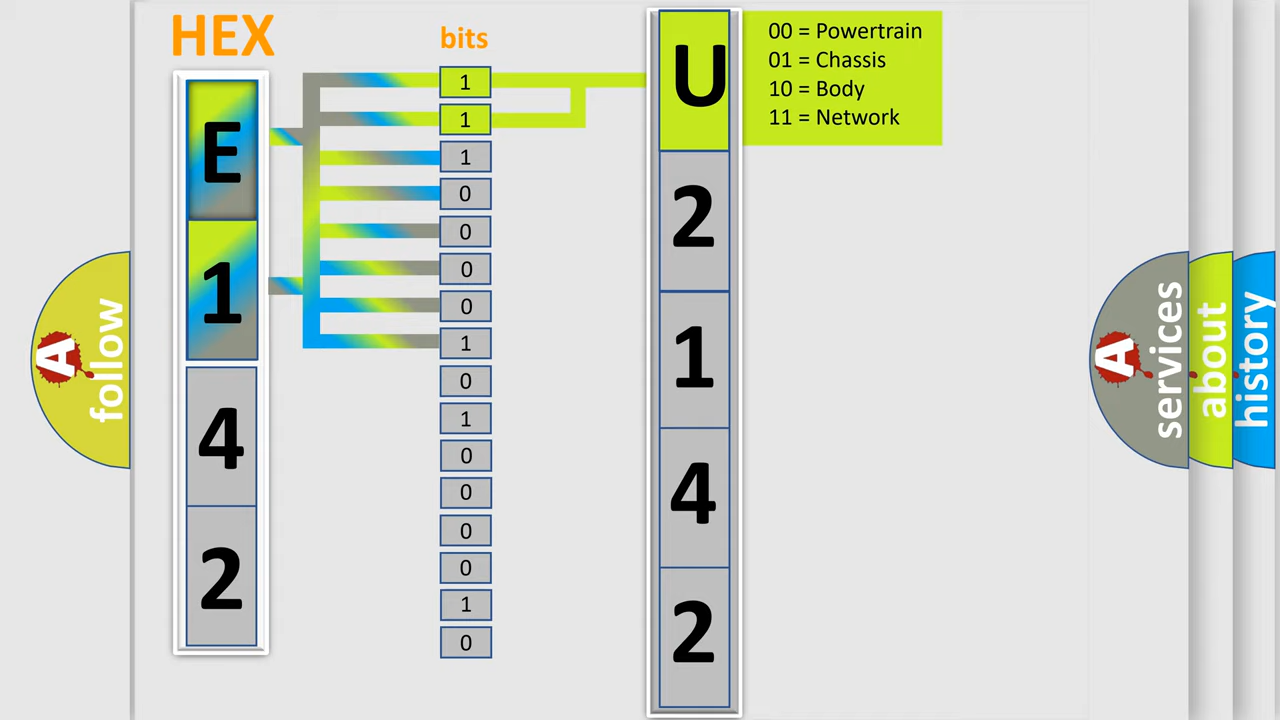 HEX
bits
E
1
4
2
1
1
1
0
0
0
0
1
0
1
0
0
0
0
1
0
U
2
1
4
2
00 = Powertrain
01 = Chassis
10 = Body
11 = Network
A
follow
A
services
about
history